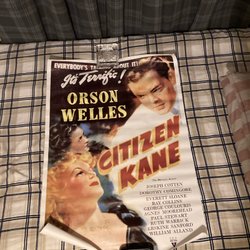 EVERYBODY'S TALKING ABOUT IT!
It's Terrific!
ORSON
WELLES
CITIZEN
KANE
JOSEPH COTTEN
DOROTHY COMINGORE
EVERETT SLOANE
RAY COLLINS
GEORGE COULOURIS
AGNES MOOREHEAD
PAUL STEWART
RUTH WARRICK
ERSKINE SANFORD
WILLIAM ALLAND